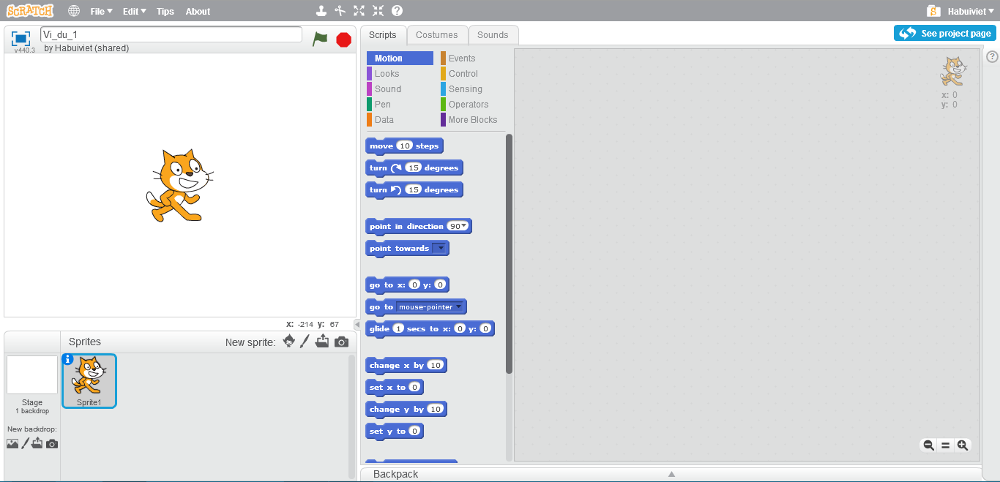 SCRATCH File Edit Tips About Habuiviet
Vi_du_1
v440.3 by Habuiviet (shared)
Scripts Costumes Sounds
See project page
Motion Events
Looks Control
Sound Sensing
Pen Operators
Data More Blocks
move 10 steps
turn 15 degrees
turn 15 degrees
point in direction 90
point towards
go to x: 0 y: 0
go to mouse-pointer
glide 1 secs to x: 0 y: 0
change x by 10
set x to 0
change y by 10
set y to 0
x: 0
y: 0
x: -214 y: 67
Sprites New sprite:
Stage
1 backdrop
New backdrop:
Sprite1
Backpack